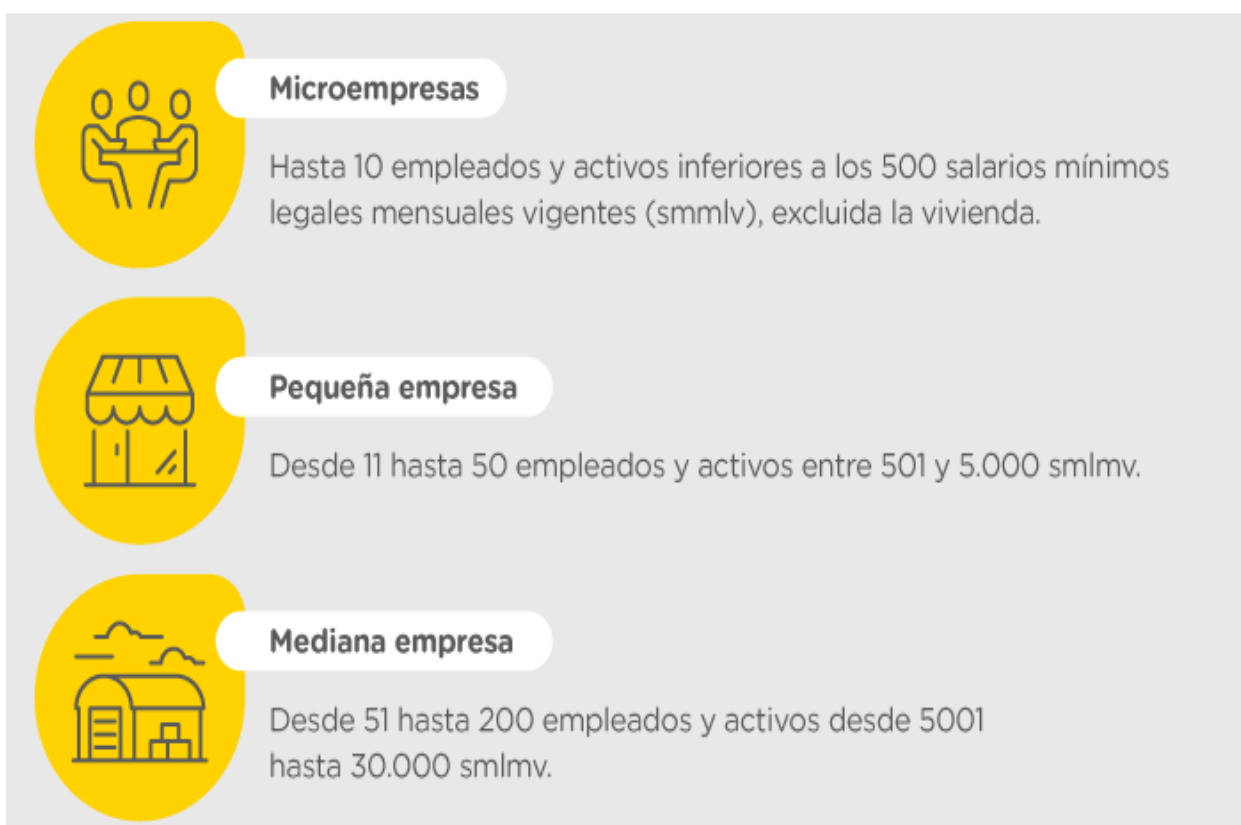 Microempresas
Hasta 10 empleados y activos inferiores a los 500 salarios mínimos
legales mensuales vigentes (smmlv), excluida la vivienda.
Pequeña empresa
Desde 11 hasta 50 empleados y activos entre 501 y 5.000 smlmv.
Mediana empresa
Desde 51 hasta 200 empleados y activos desde 5001
hasta 30.000 smlmv.